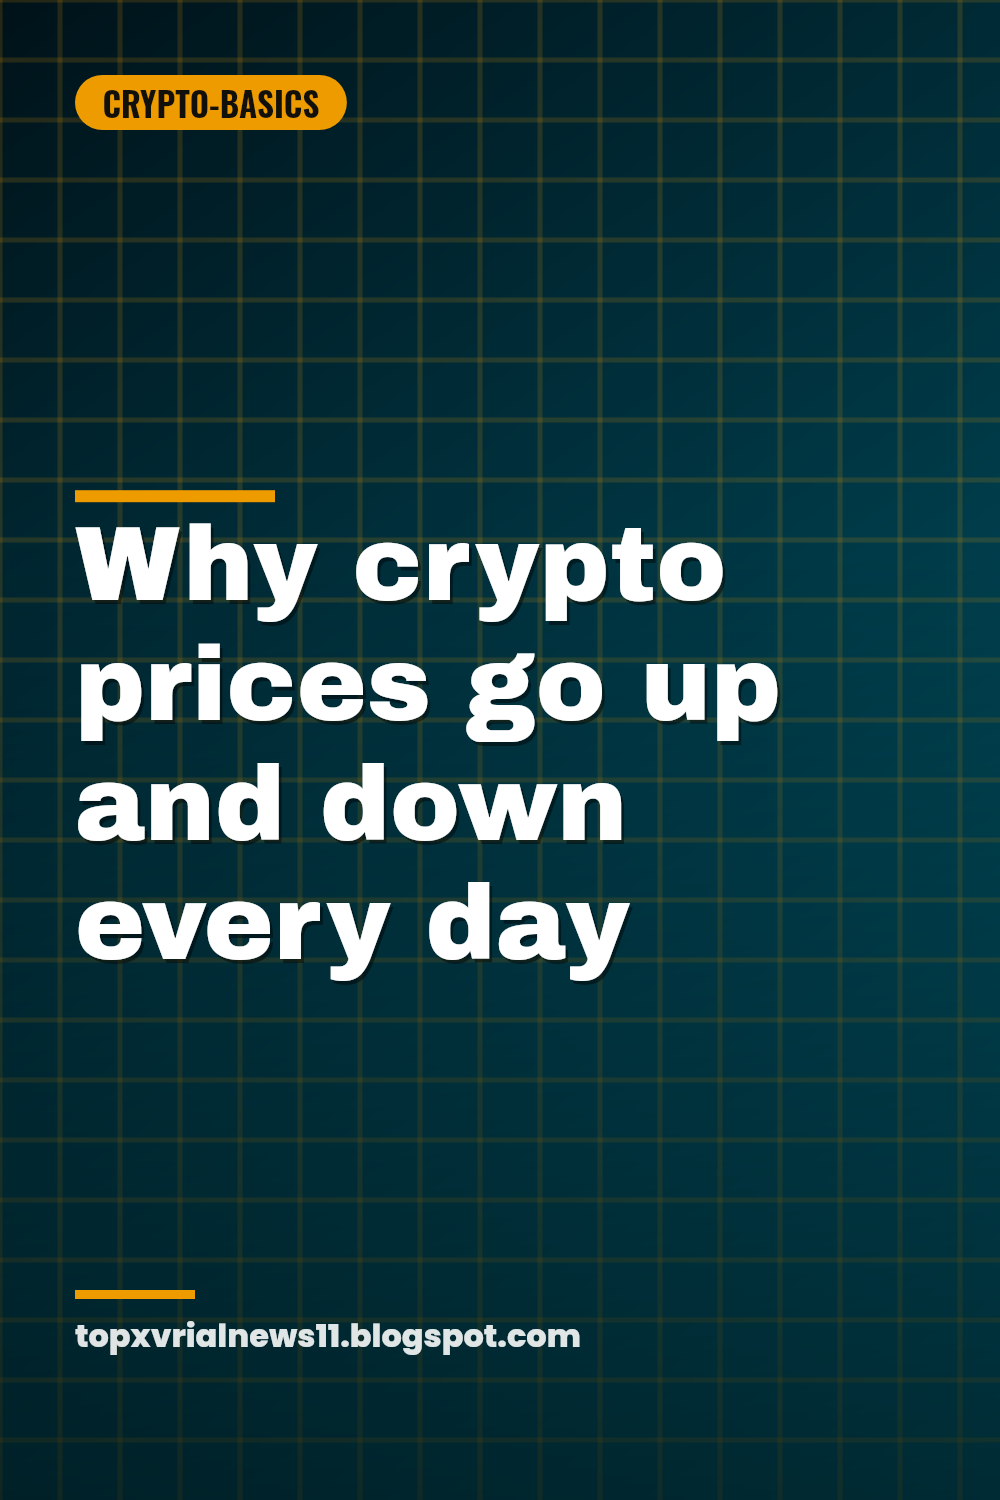 CRYPTO-BASICS
Why crypto
prices go up
and down
every day
topxvrialnews11.blogspot.com